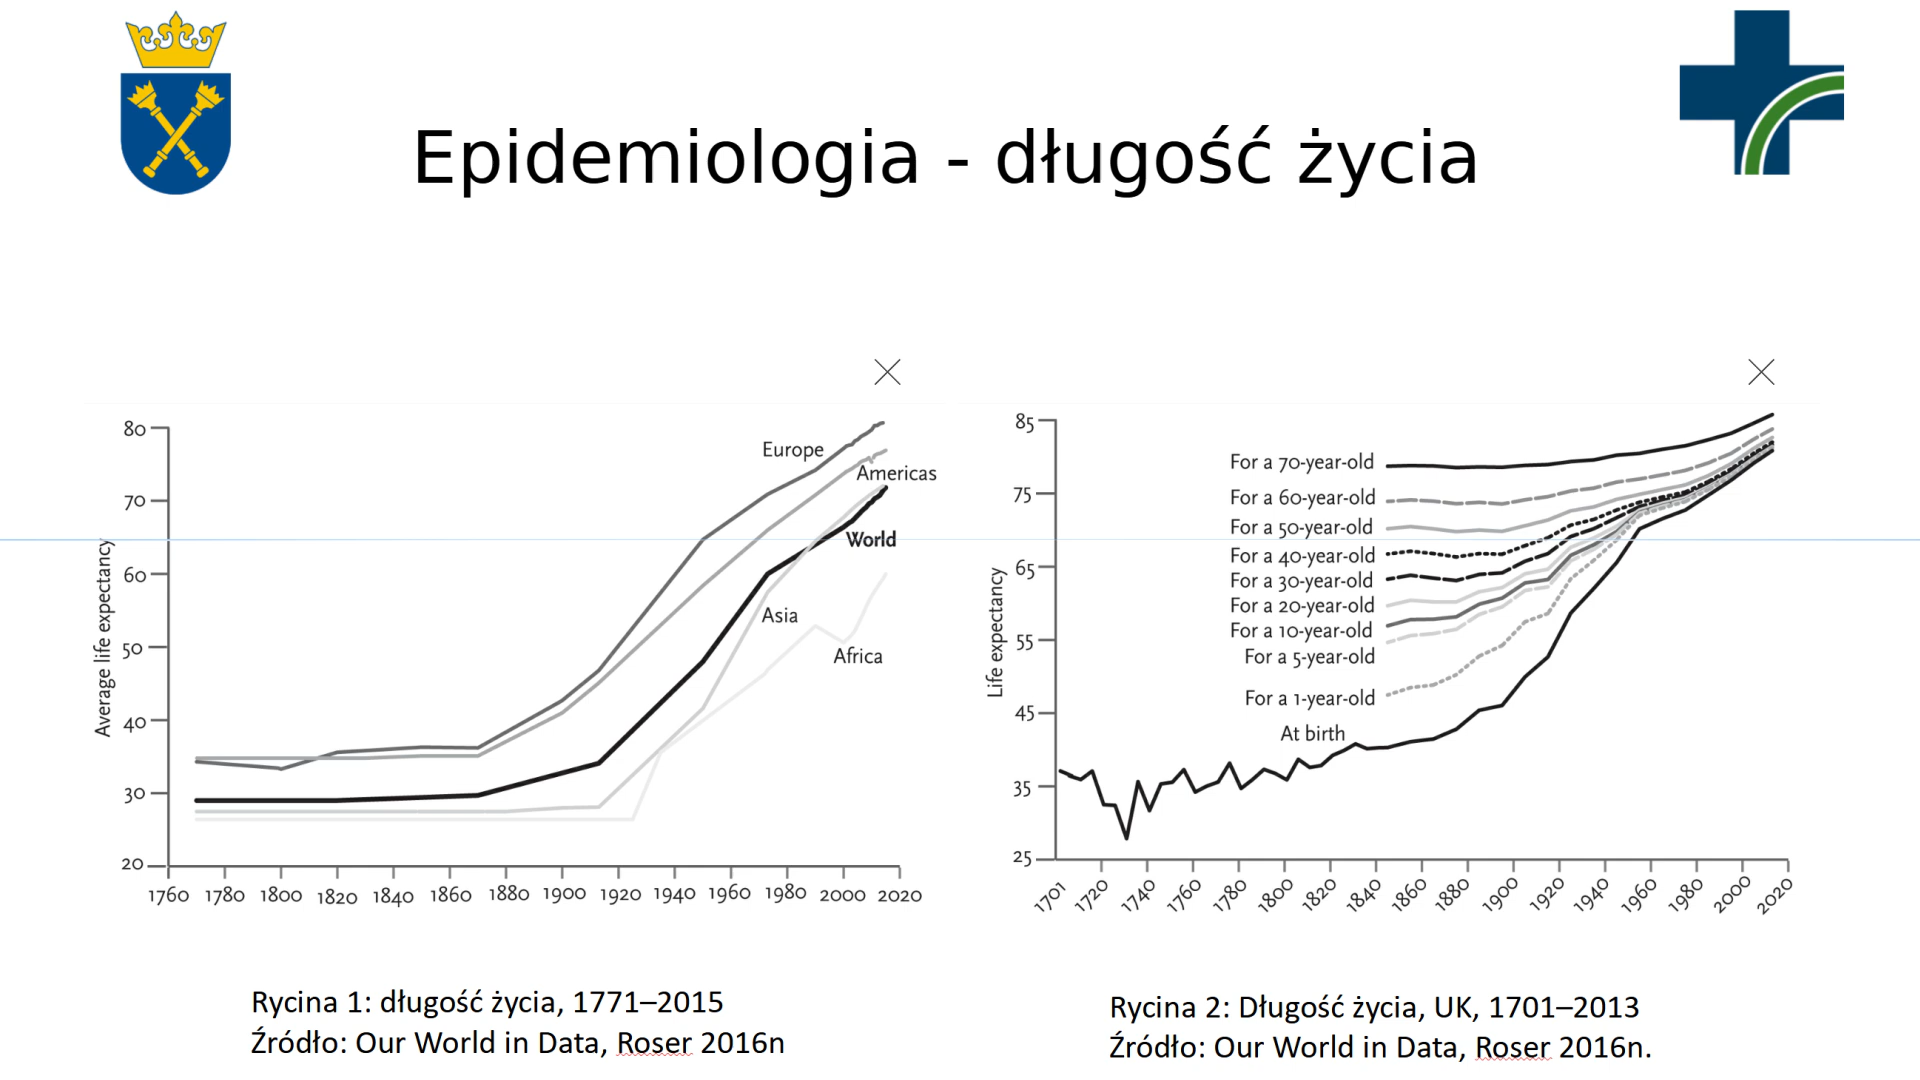 Epidemiologia - długość życia
80
70
60
50
40
30
20
Average life expectancy
Europe
Americas
World
Asia
Africa
1760 1780 1800 1820 1840 1860 1880 1900 1920 1940 1960 1980 2000 2020
85
75
65
55
45
35
25
Life expectancy
For a 70-year-old
For a 60-year-old
For a 50-year-old
For a 40-year-old
For a 30-year-old
For a 20-year-old
For a 10-year-old
For a 5-year-old
For a 1-year-old
At birth
1701 1720 1740 1760 1780 1800 1820 1840 1860 1880 1900 1920 1940 1960 1980 2000 2020
Rycina 1: długość życia, 1771–2015
Źródło: Our World in Data, Roser 2016n
Rycina 2: Długość życia, UK, 1701–2013
Źródło: Our World in Data, Roser 2016n.